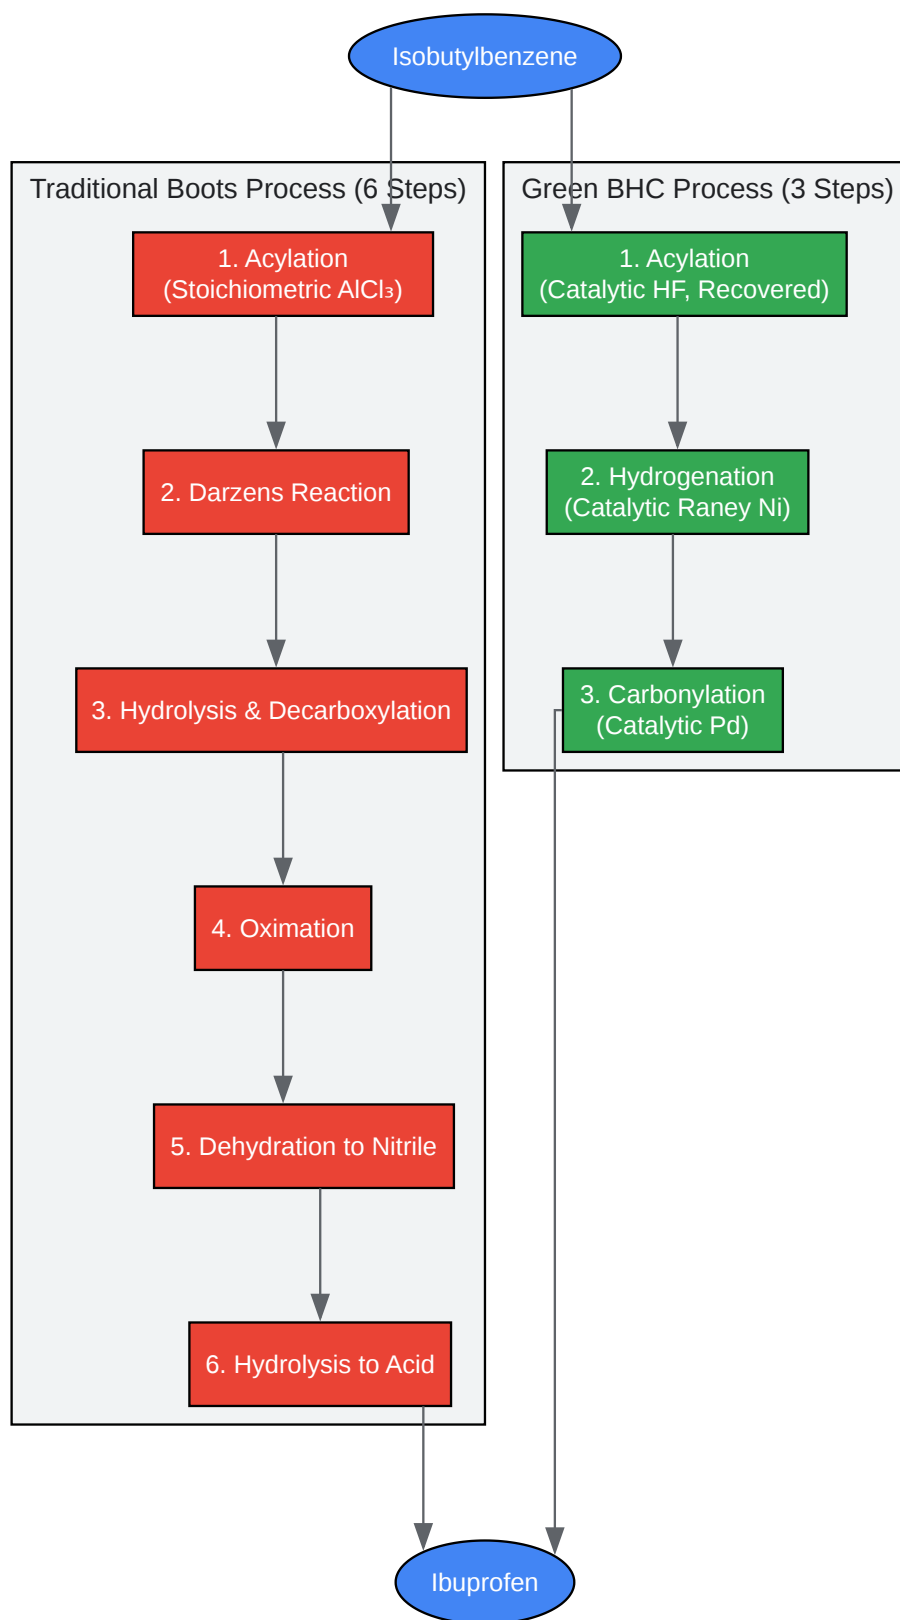 Isobutylbenzene
Traditional Boots Process (6 Steps)
1. Acylation
(Stoichiometric AlCl₃)
2. Darzens Reaction
3. Hydrolysis & Decarboxylation
4. Oximation
5. Dehydration to Nitrile
6. Hydrolysis to Acid
Green BHC Process (3 Steps)
1. Acylation
(Catalytic HF, Recovered)
2. Hydrogenation
(Catalytic Raney Ni)
3. Carbonylation
(Catalytic Pd)
Ibuprofen